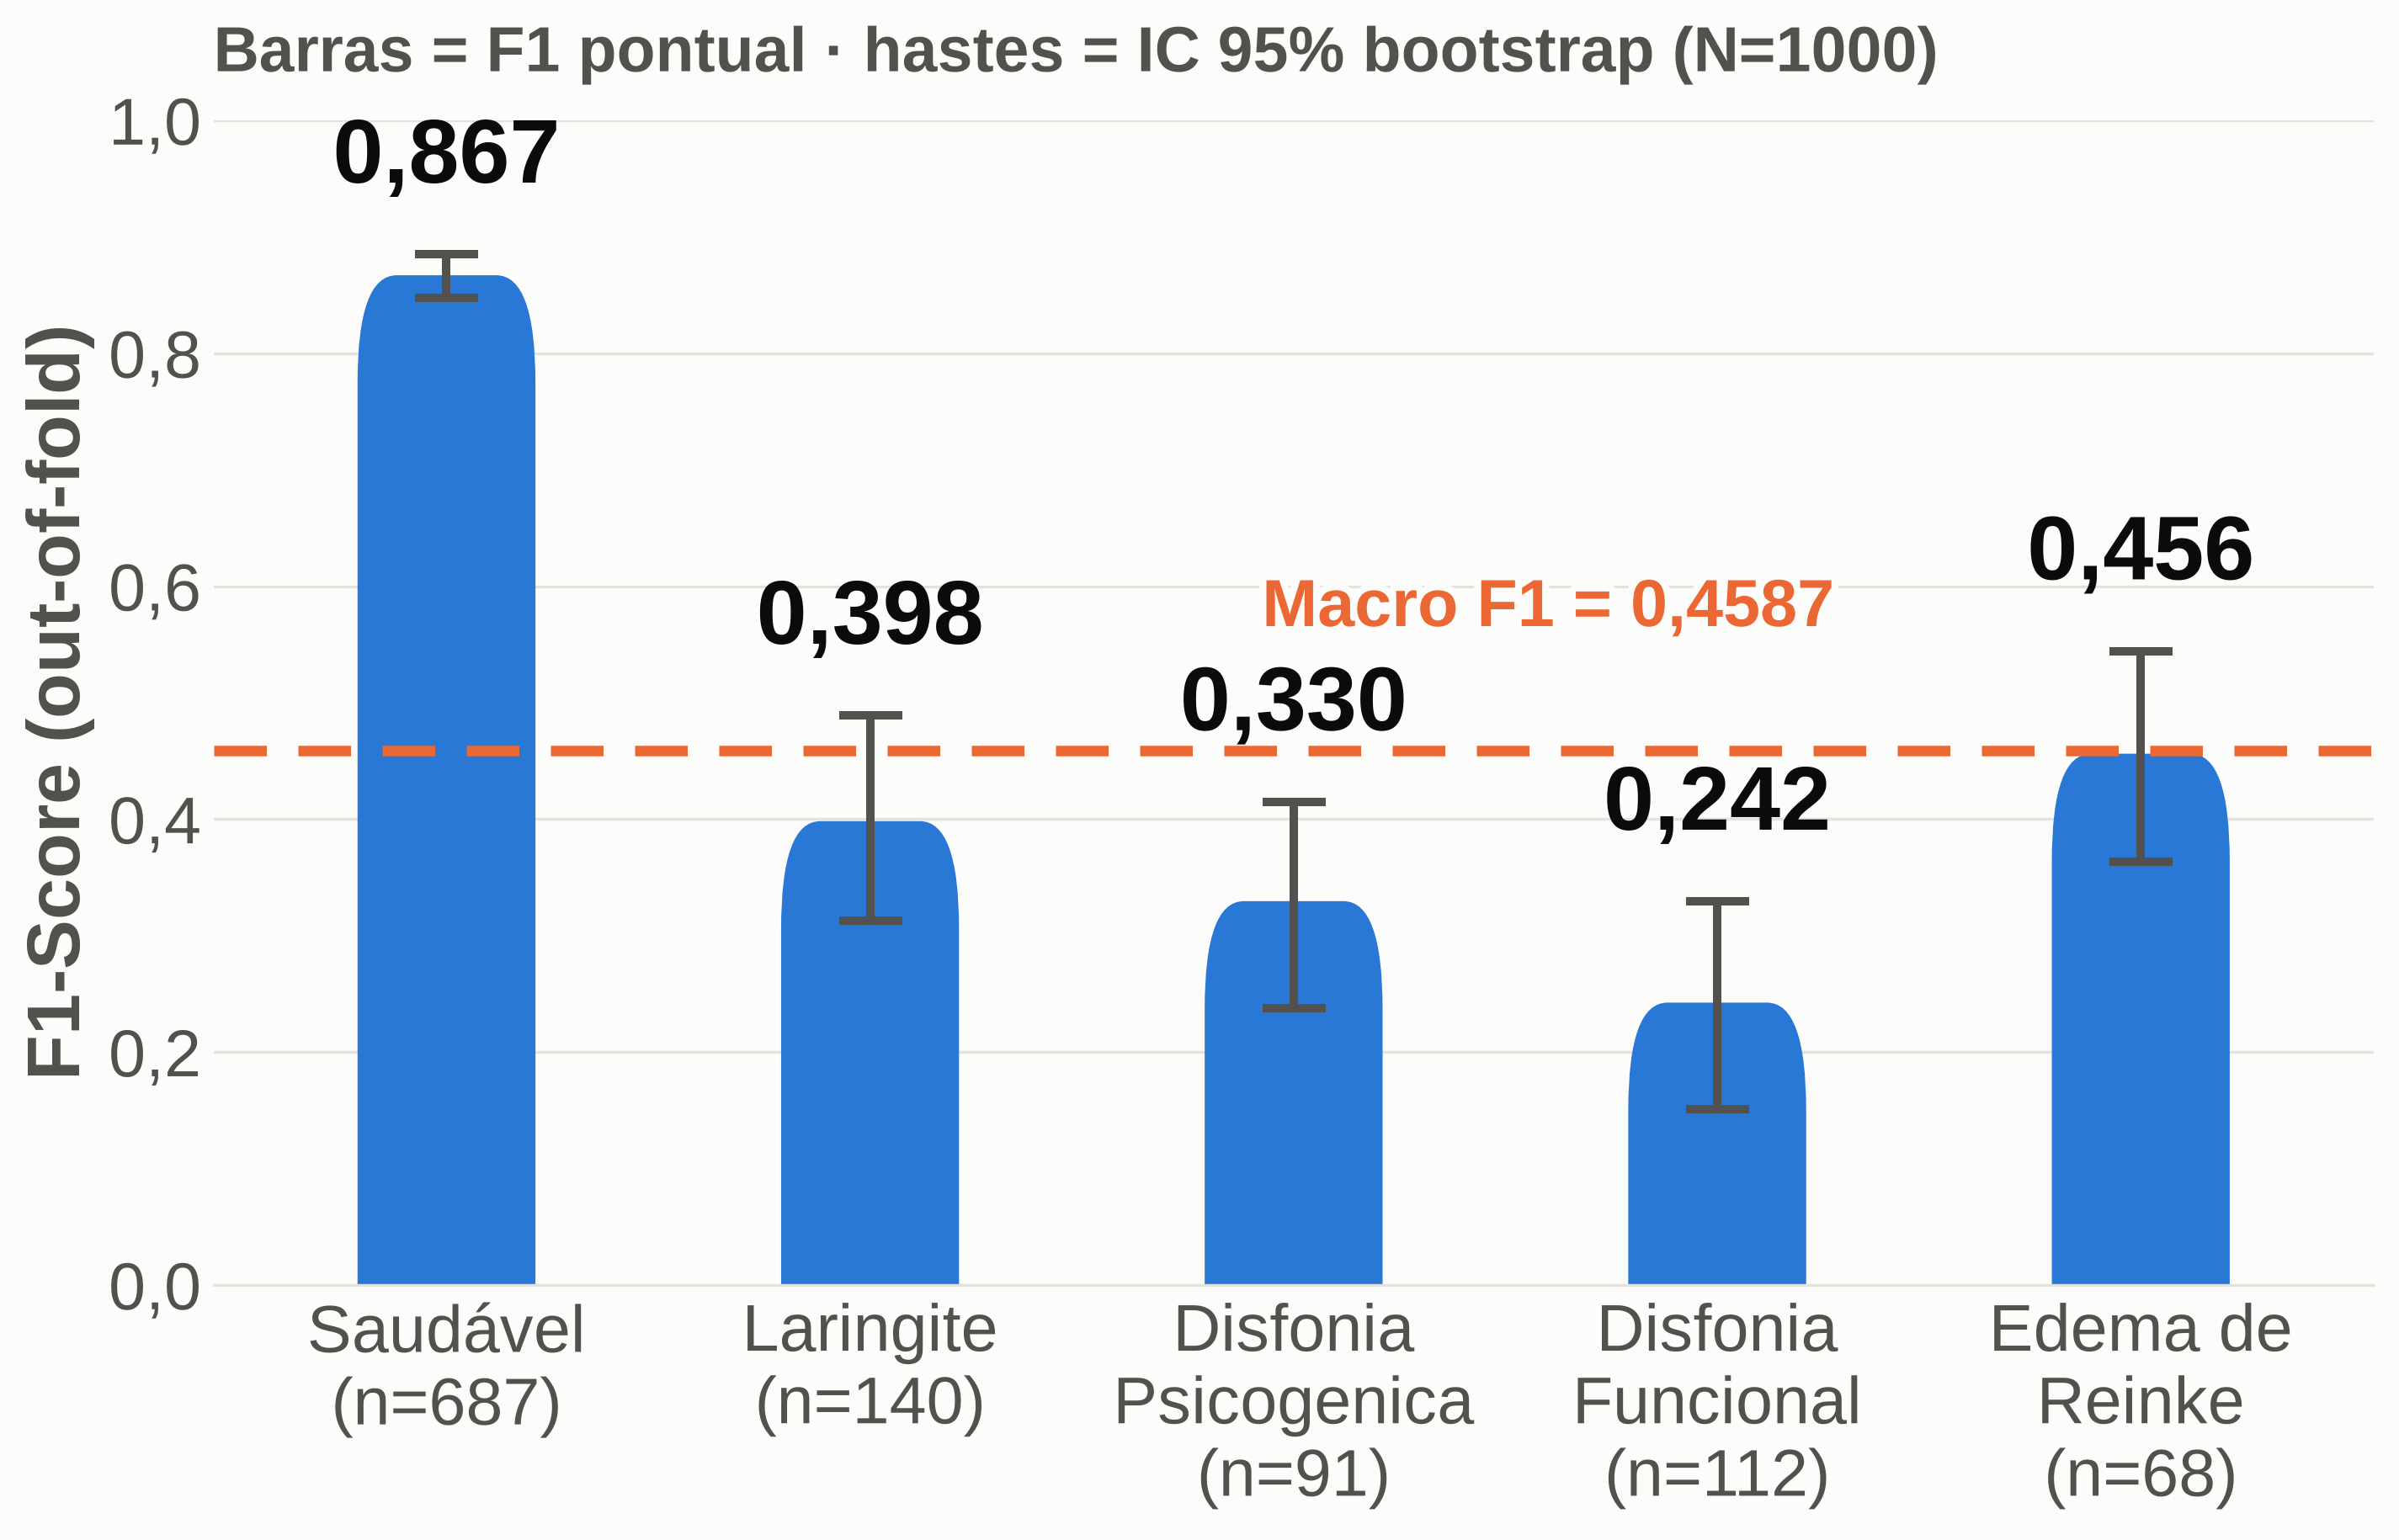 Barras = F1 pontual · hastes = IC 95% bootstrap (N=1000)
F1-Score (out-of-fold)
1,0
0,8
0,6
0,4
0,2
0,0
0,867
0,398
0,330
0,242
0,456
Macro F1 = 0,4587
Saudável
(n=687)
Laringite
(n=140)
Disfonia
Psicogenica
(n=91)
Disfonia
Funcional
(n=112)
Edema de
Reinke
(n=68)